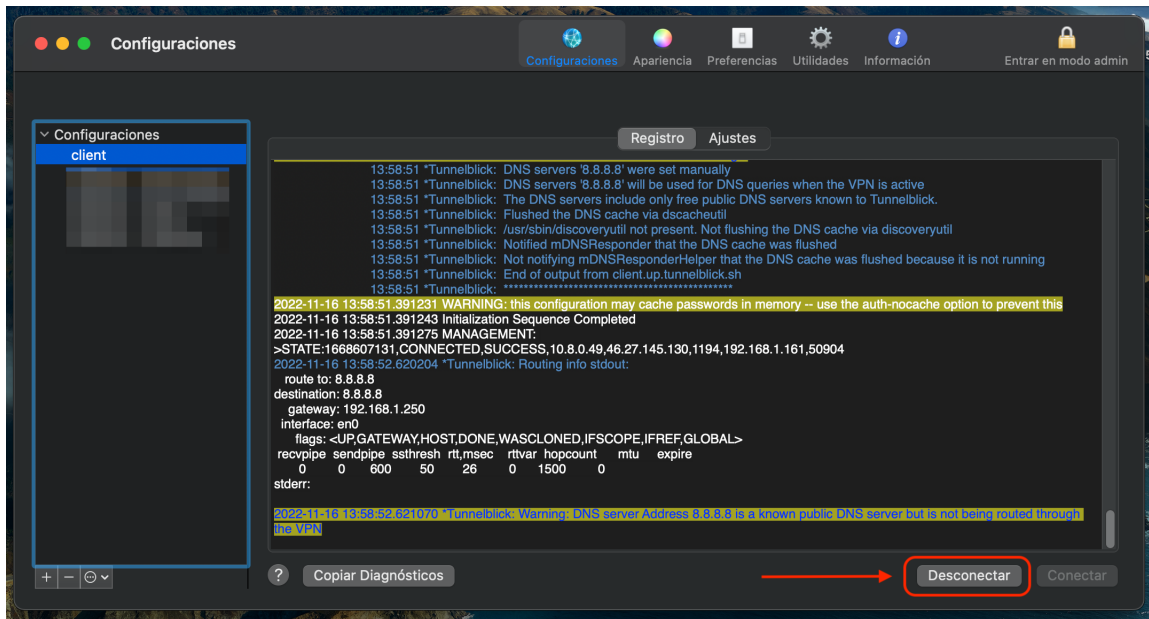 Configuraciones
Configuraciones
Apariencia
Preferencias
Utilidades
Información
Entrar en modo admin
Configuraciones
client
Registro
Ajustes
13:58:51 *Tunnelblick: DNS servers '8.8.8.8' were set manually
13:58:51 *Tunnelblick: DNS servers '8.8.8.8' will be used for DNS queries when the VPN is active
13:58:51 *Tunnelblick: The DNS servers include only free public DNS servers known to Tunnelblick.
13:58:51 *Tunnelblick: Flushed the DNS cache via dscacheutil
13:58:51 *Tunnelblick: /usr/sbin/discoveryutil not present. Not flushing the DNS cache via discoveryutil
13:58:51 *Tunnelblick: Notified mDNSResponder that the DNS cache was flushed
13:58:51 *Tunnelblick: Not notifying mDNSResponderHelper that the DNS cache was flushed because it is not running
13:58:51 *Tunnelblick: End of output from client.up.tunnelblick.sh
13:58:51 *Tunnelblick: **********************************************
2022-11-16 13:58:51.391231 WARNING: this configuration may cache passwords in memory -- use the auth-nocache option to prevent this
2022-11-16 13:58:51.391243 Initialization Sequence Completed
2022-11-16 13:58:51.391275 MANAGEMENT:
>STATE:1668607131,CONNECTED,SUCCESS,10.8.0.49,46.27.145.130,1194,192.168.1.161,50904
2022-11-16 13:58:52.620204 *Tunnelblick: Routing info stdout:
route to: 8.8.8.8
destination: 8.8.8.8
gateway: 192.168.1.250
interface: en0
flags: <UP,GATEWAY,HOST,DONE,WASCLONED,IFSCOPE,IFREF,GLOBAL>
recvpipe sendpipe ssthresh rtt,msec rttvar hopcount mtu expire
0 0 600 50 26 0 1500 0
stderr:
2022-11-16 13:58:52.621070 *Tunnelblick: Warning: DNS server Address 8.8.8.8 is a known public DNS server but is not being routed through
the VPN
? Copiar Diagnósticos
Desconectar
Conectar